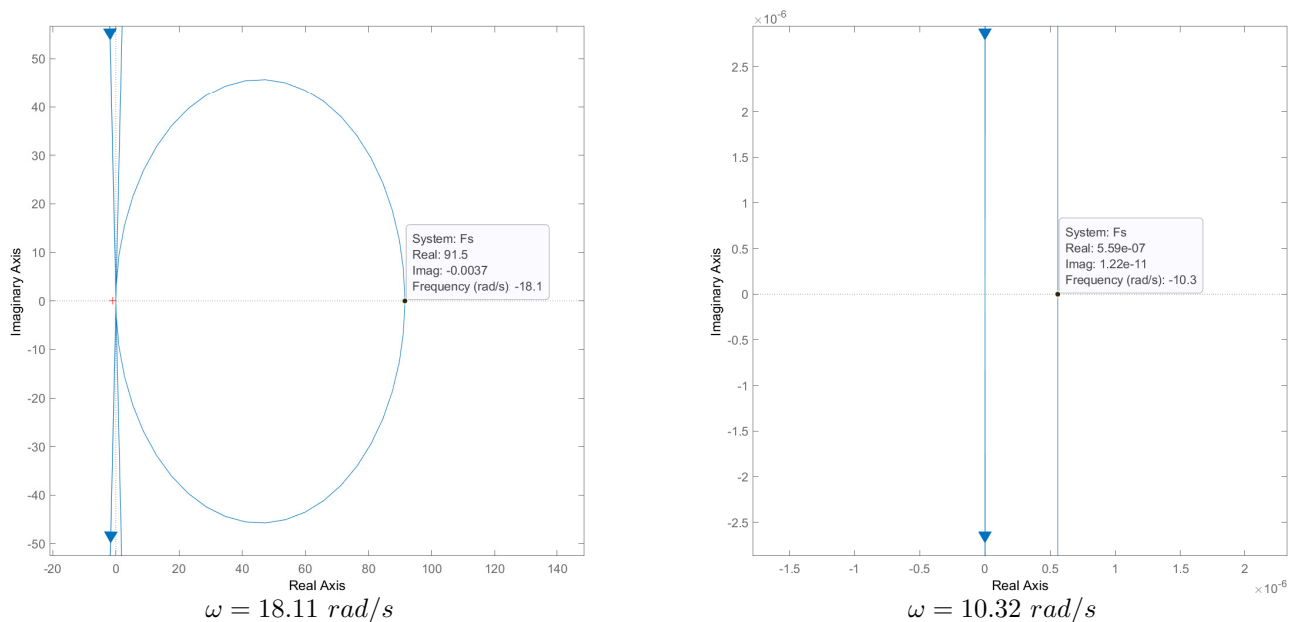 50
40
30
20
10
0
-10
-20
-30
-40
-50
Imaginary Axis
System: Fs
Real: 91.5
Imag: -0.0037
Frequency (rad/s) -18.1
-20 0 20 40 60 80 100 120 140
Real Axis
ω = 18.11 rad/s
×10-6
2.5
2
1.5
1
0.5
0
-0.5
-1
-1.5
-2
-2.5
Imaginary Axis
System: Fs
Real: 5.59e-07
Imag: 1.22e-11
Frequency (rad/s): -10.3
-1.5 -1 -0.5 0 0.5 1 1.5 2
Real Axis
×10-6
ω = 10.32 rad/s